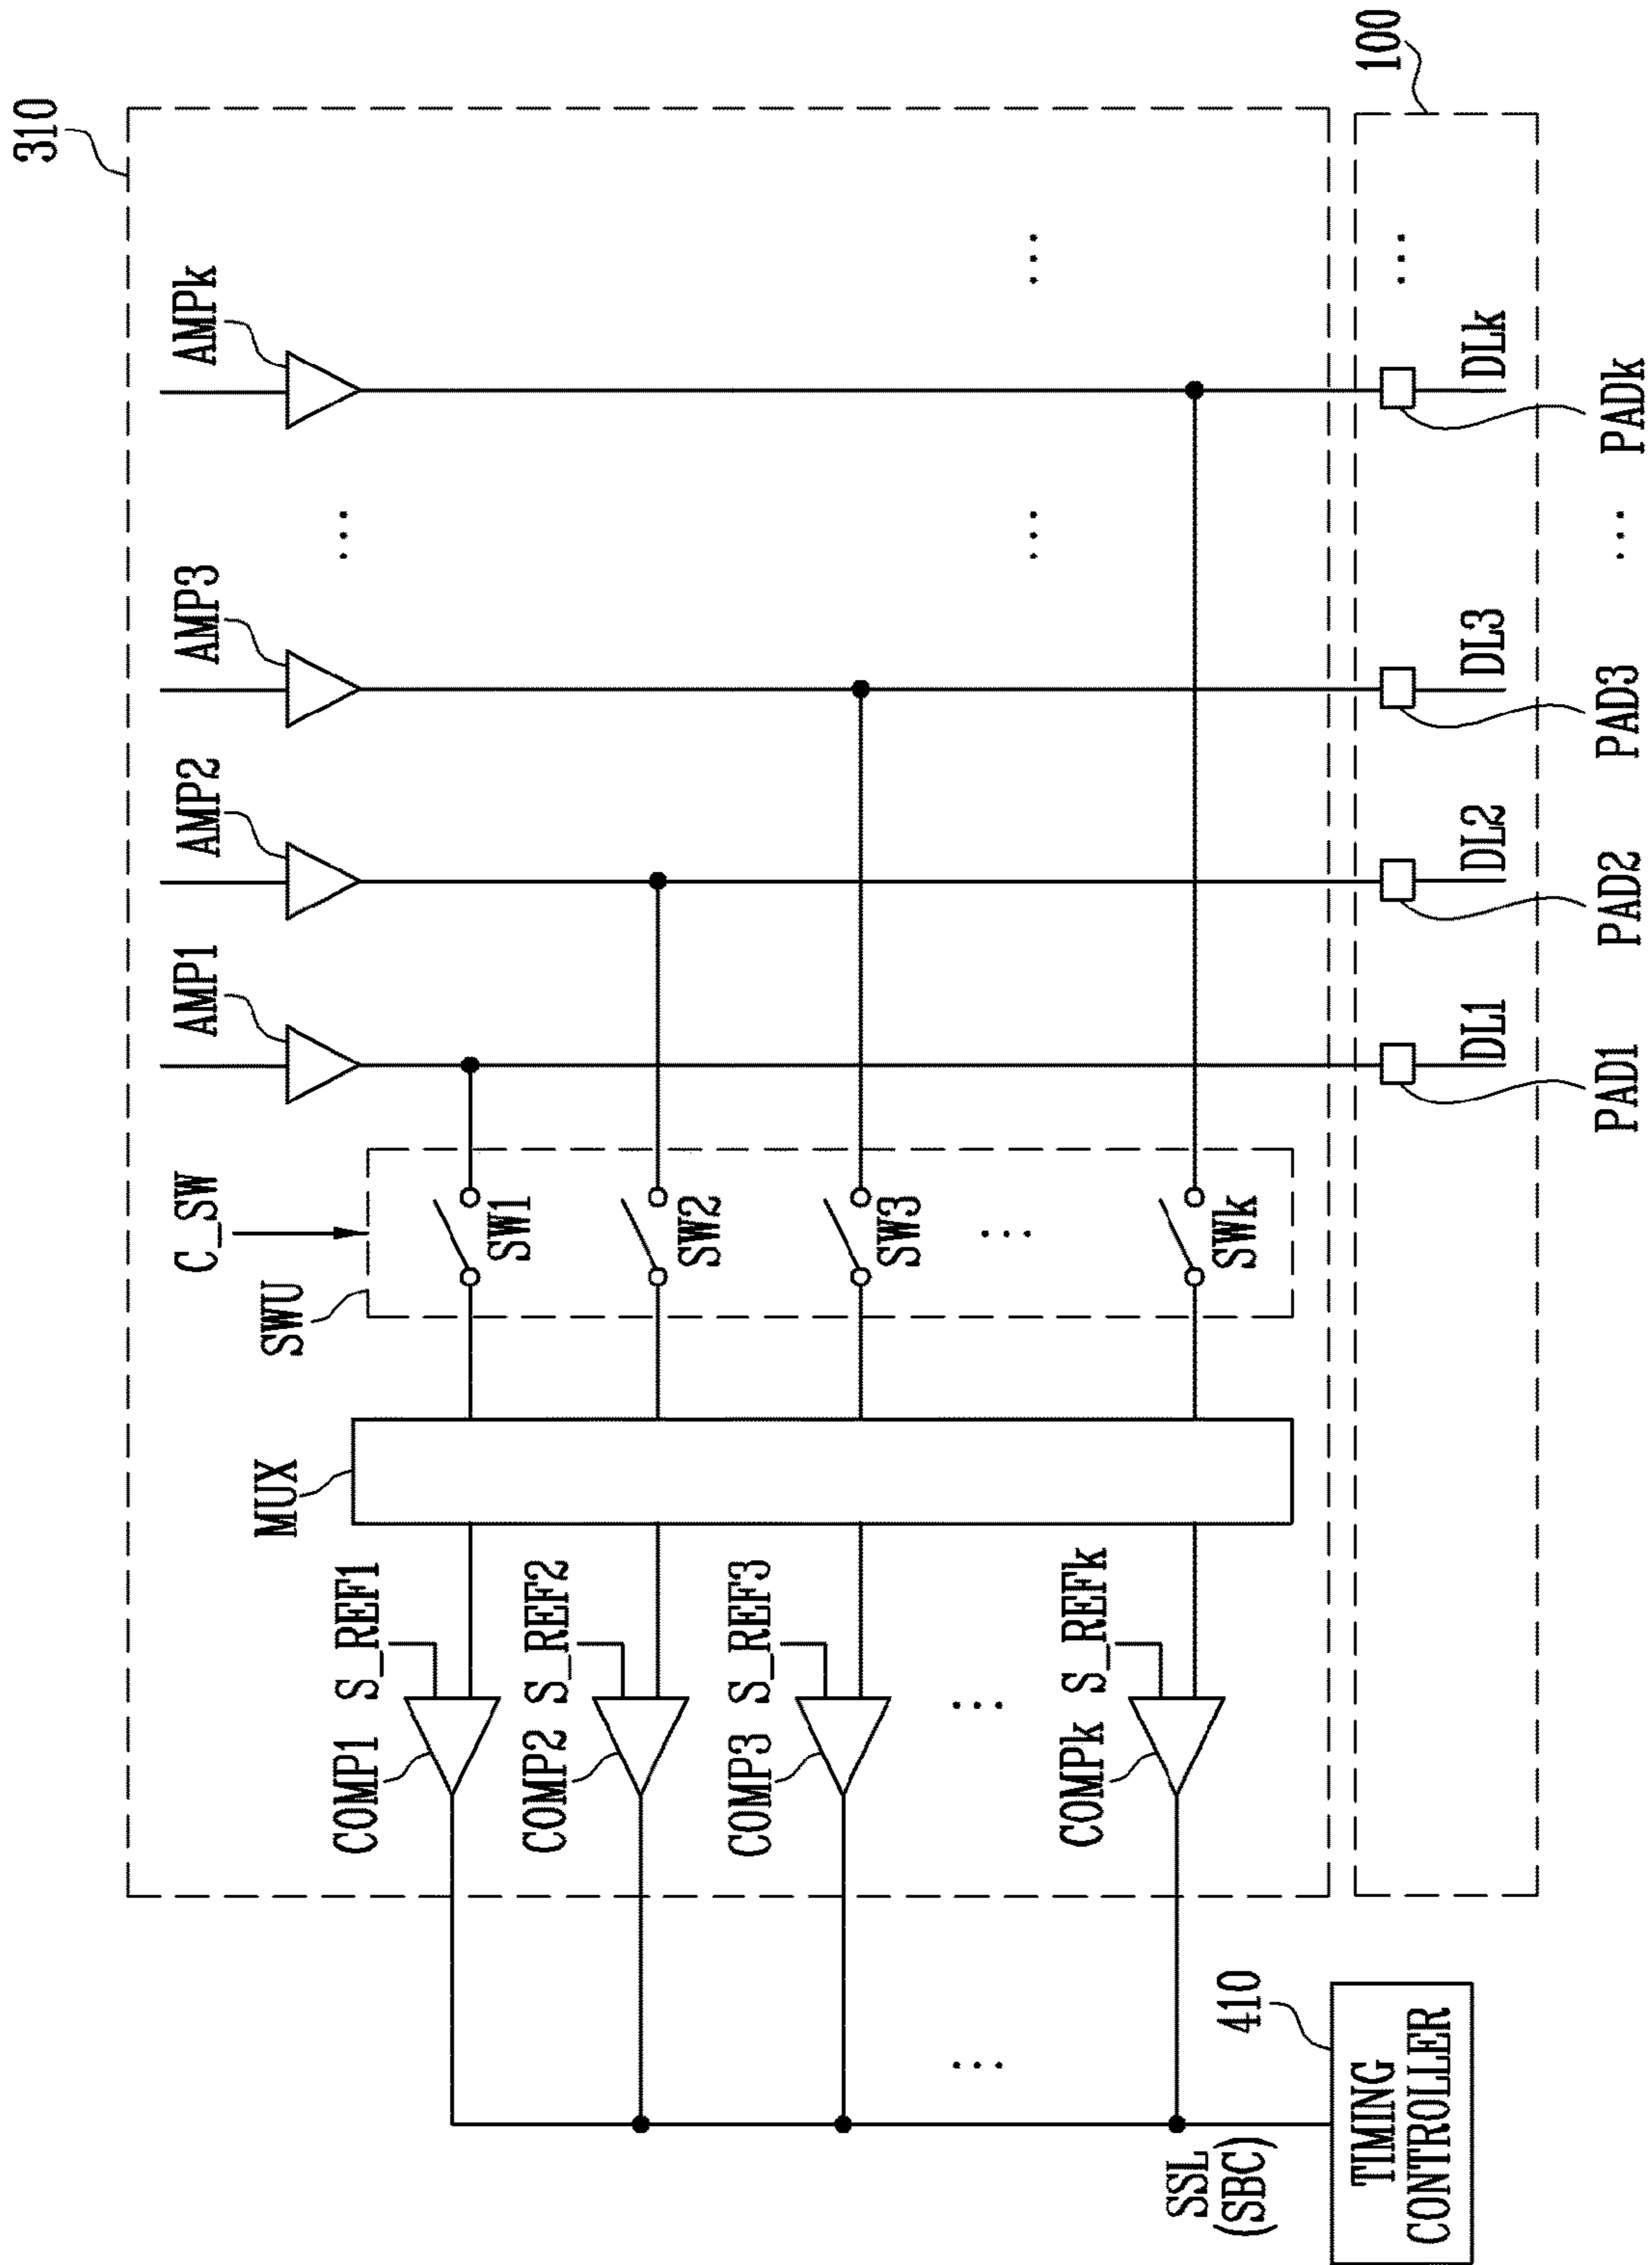 310
AMP1
AMP2
AMP3
...
AMPk
C_SW
SWU
MUX
SW1
SW2
SW3
...
SWk
S_REF1
COMP1
S_REF2
COMP2
S_REF3
COMP3
...
S_REFk
COMPk
...
...
...
SSL
(SBC)
410
TIMING
CONTROLLER
100
DL1
DL2
DL3
DLk
...
PAD1
PAD2
PAD3
...
PADk